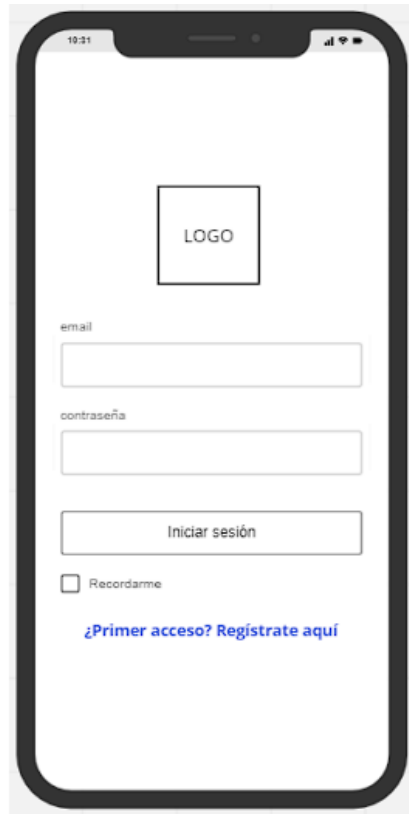 10:31
LOGO
email
contraseña
Iniciar sesión
Recordarme
¿Primer acceso? Regístrate aquí